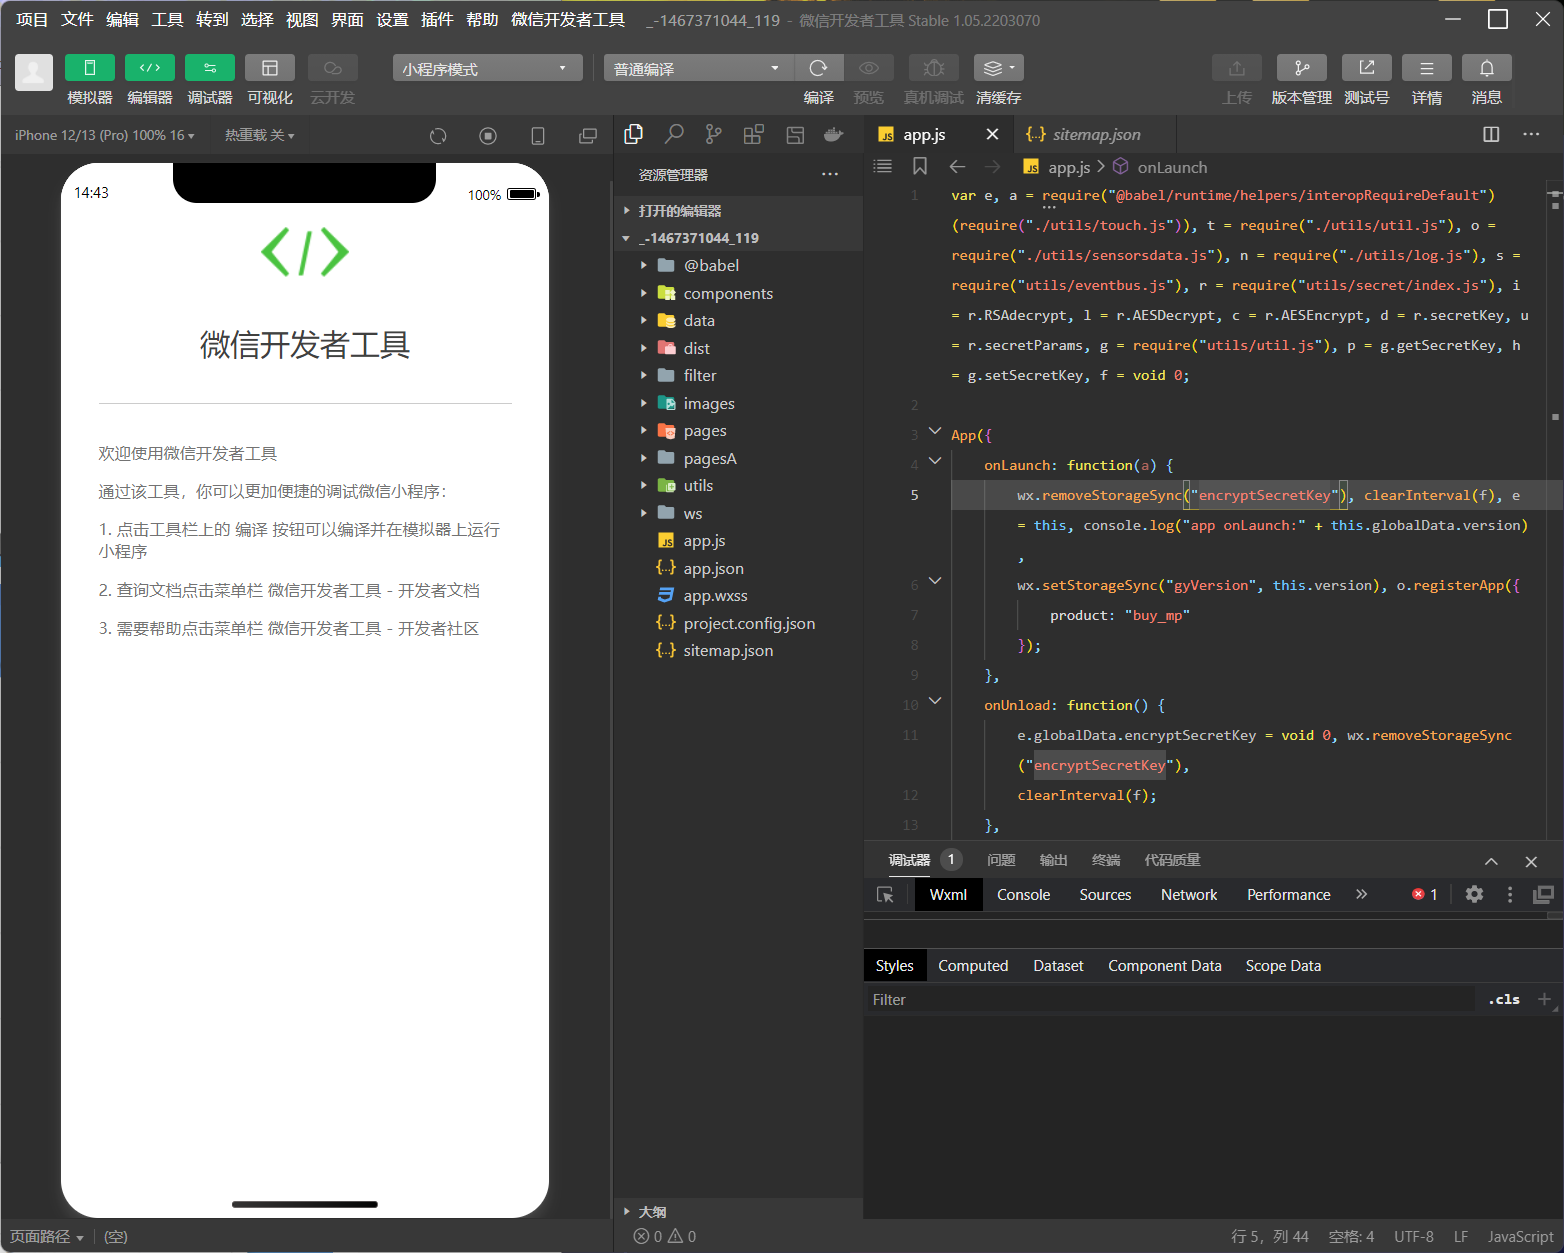 项目 文件 编辑 工具 转到 选择 视图 界面 设置 插件 帮助 微信开发者工具 _-1467371044_119 - 微信开发者工具 Stable 1.05.2203070
模拟器 编辑器 调试器 可视化 云开发
小程序模式
普通编译
编译 预览 真机调试 清缓存
上传 版本管理 测试号 详情 消息
iPhone 12/13 (Pro) 100% 16
热重载 关
14:43
100%
</>
微信开发者工具
欢迎使用微信开发者工具
通过该工具，你可以更加便捷的调试微信小程序：
1. 点击工具栏上的 编译 按钮可以编译并在模拟器上运行
小程序
2. 查询文档点击菜单栏 微信开发者工具 - 开发者文档
3. 需要帮助点击菜单栏 微信开发者工具 - 开发者社区
页面路径 (空)
资源管理器
打开的编辑器
_-1467371044_119
@babel
components
data
dist
filter
images
pages
pagesA
utils
ws
JS app.js
{..} app.json
app.wxss
{..} project.config.json
{..} sitemap.json
大纲
0 0
JS app.js
{..} sitemap.json
JS app.js > onLaunch
1 var e, a = require("@babel/runtime/helpers/interopRequireDefault")
(require("./utils/touch.js")), t = require("./utils/util.js"), o =
require("./utils/sensorsdata.js"), n = require("./utils/log.js"), s =
require("utils/eventbus.js"), r = require("utils/secret/index.js"), i
= r.RSAdecrypt, l = r.AESDecrypt, c = r.AESEncrypt, d = r.secretKey, u
= r.secretParams, g = require("utils/util.js"), p = g.getSecretKey, h
= g.setSecretKey, f = void 0;
2
3 App({
4 onLaunch: function(a) {
5 wx.removeStorageSync("encryptSecretKey"), clearInterval(f), e
= this, console.log("app onLaunch:" + this.globalData.version)
,
6 wx.setStorageSync("gyVersion", this.version), o.registerApp({
7 product: "buy_mp"
8 });
9 },
10 onUnload: function() {
11 e.globalData.encryptSecretKey = void 0, wx.removeStorageSync
("encryptSecretKey"),
12 clearInterval(f);
13 },
调试器 1 问题 输出 终端 代码质量
Wxml Console Sources Network Performance 1
Styles Computed Dataset Component Data Scope Data
Filter .cls +
行 5，列 44 空格: 4 UTF-8 LF JavaScript